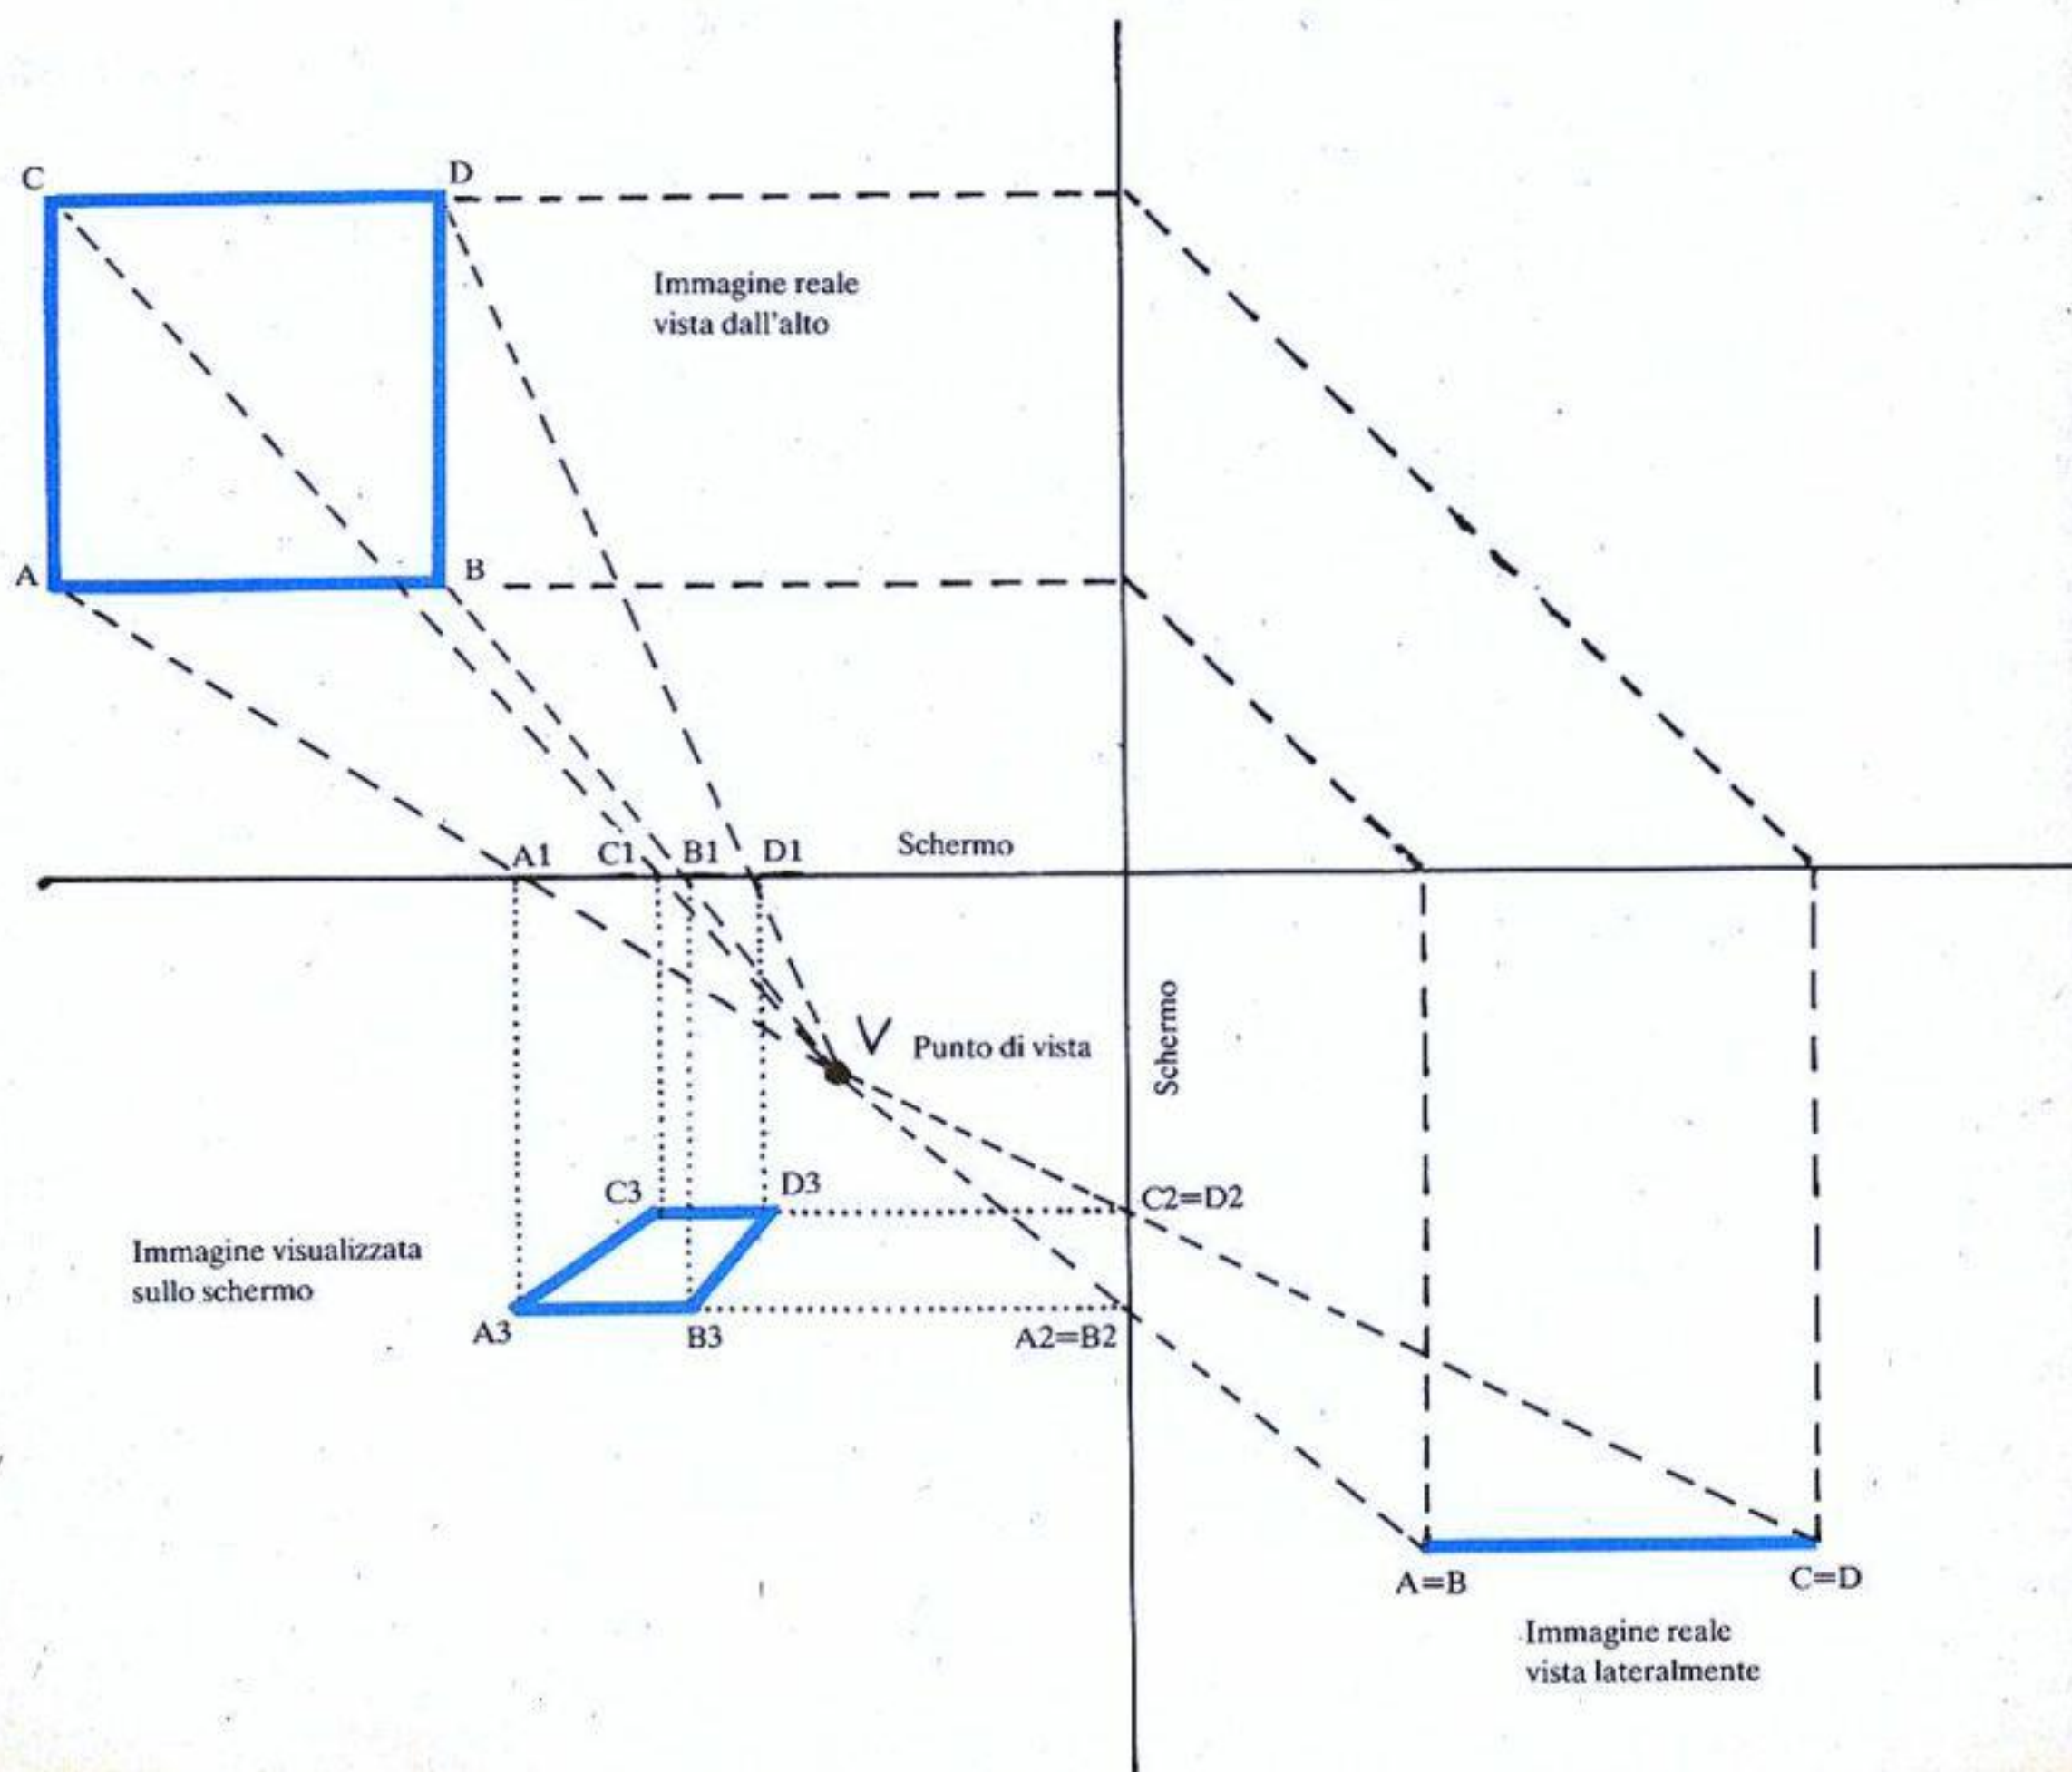 C
D
Immagine reale
vista dall'alto
A
B
A1
C1
B1
D1
Schermo
V
Punto di vista
Schermo
C3
D3
C2=D2
Immagine visualizzata
sullo schermo
A3
B3
A2=B2
A=B
C=D
Immagine reale
vista lateralmente